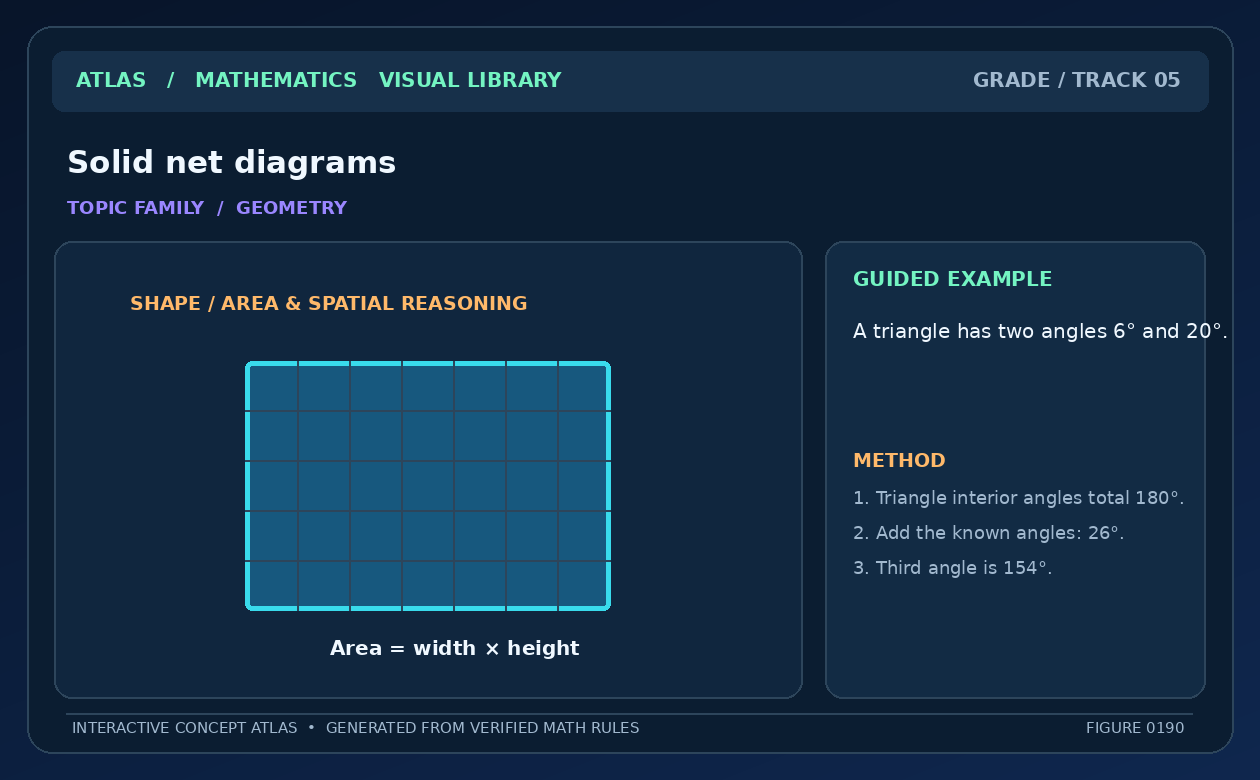 ATLAS / MATHEMATICS VISUAL LIBRARY
GRADE / TRACK 05
Solid net diagrams
TOPIC FAMILY / GEOMETRY
SHAPE / AREA & SPATIAL REASONING
Area = width × height
GUIDED EXAMPLE
A triangle has two angles 6° and 20°.
METHOD
1. Triangle interior angles total 180°.
2. Add the known angles: 26°.
3. Third angle is 154°.
INTERACTIVE CONCEPT ATLAS • GENERATED FROM VERIFIED MATH RULES
FIGURE 0190